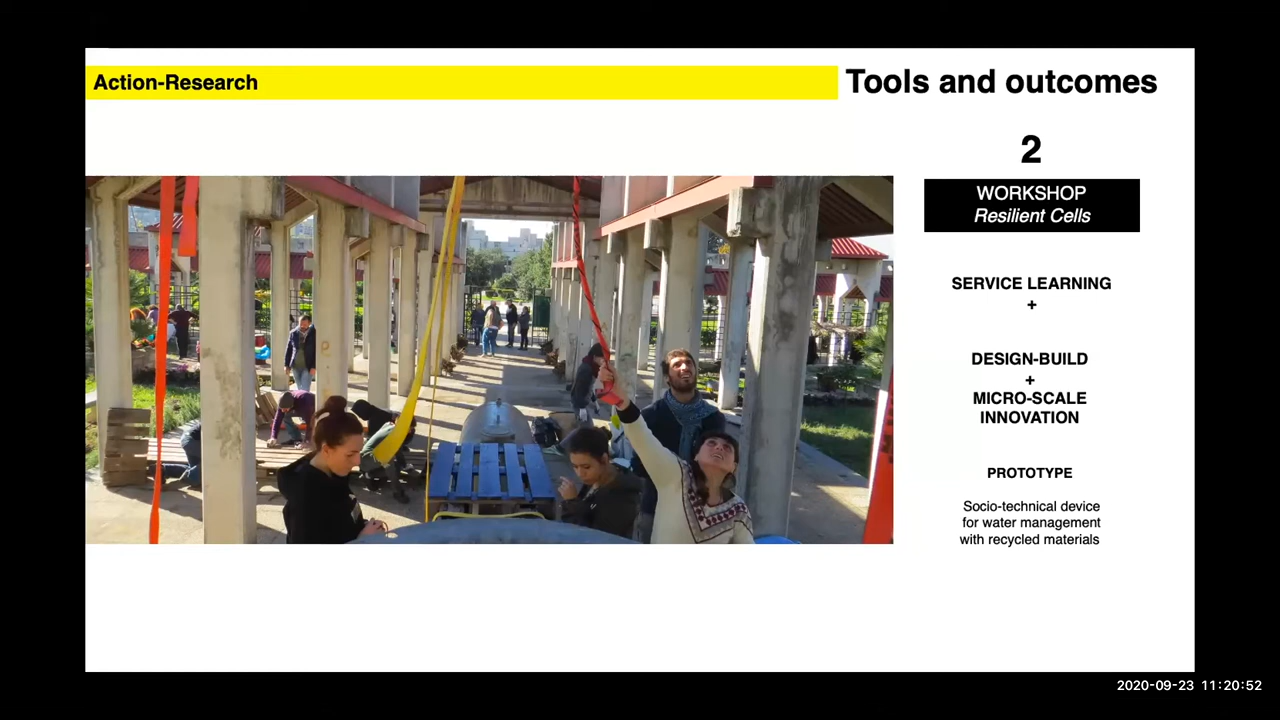 Action-Research
Tools and outcomes
2
WORKSHOP
Resilient Cells
SERVICE LEARNING
+
DESIGN-BUILD
+
MICRO-SCALE
INNOVATION
PROTOTYPE
Socio-technical device
for water management
with recycled materials
2020-09-23 11:20:52